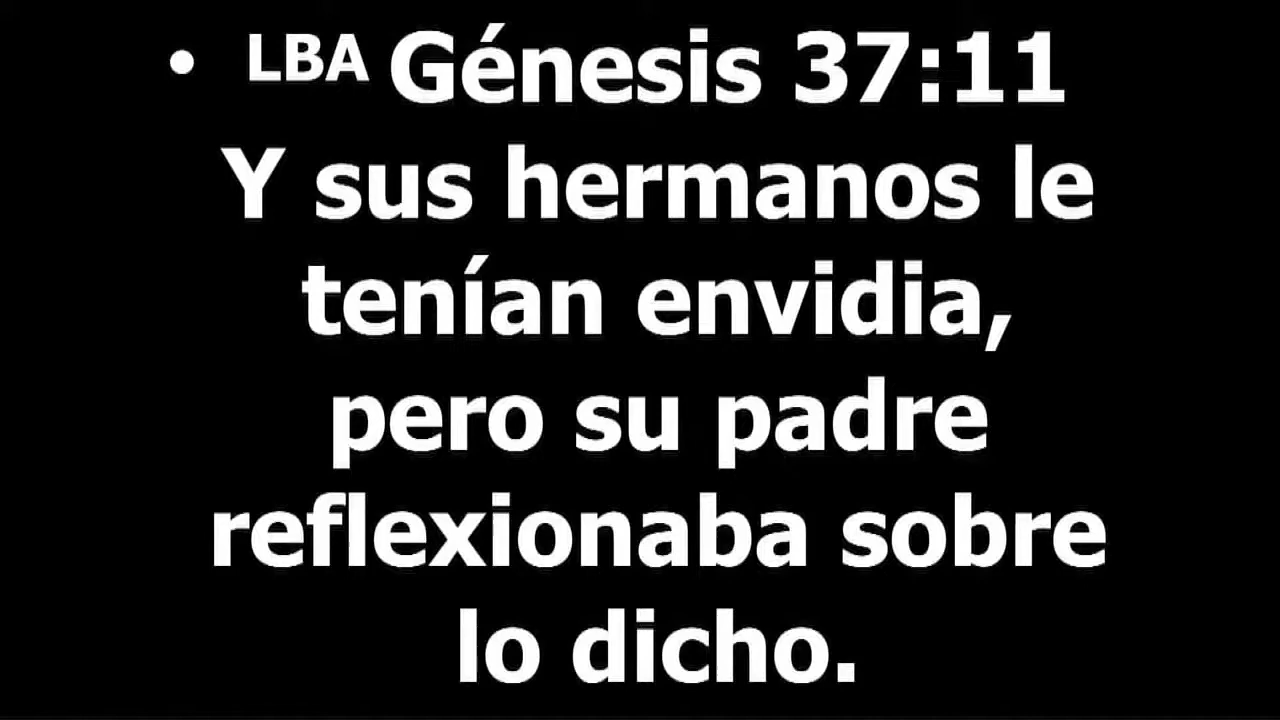 • LBA Génesis 37:11
Y sus hermanos le
tenían envidia,
pero su padre
reflexionaba sobre
lo dicho.